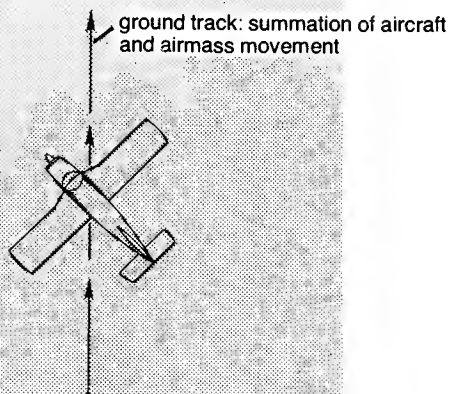 ground track: summation of aircraft
and airmass movement